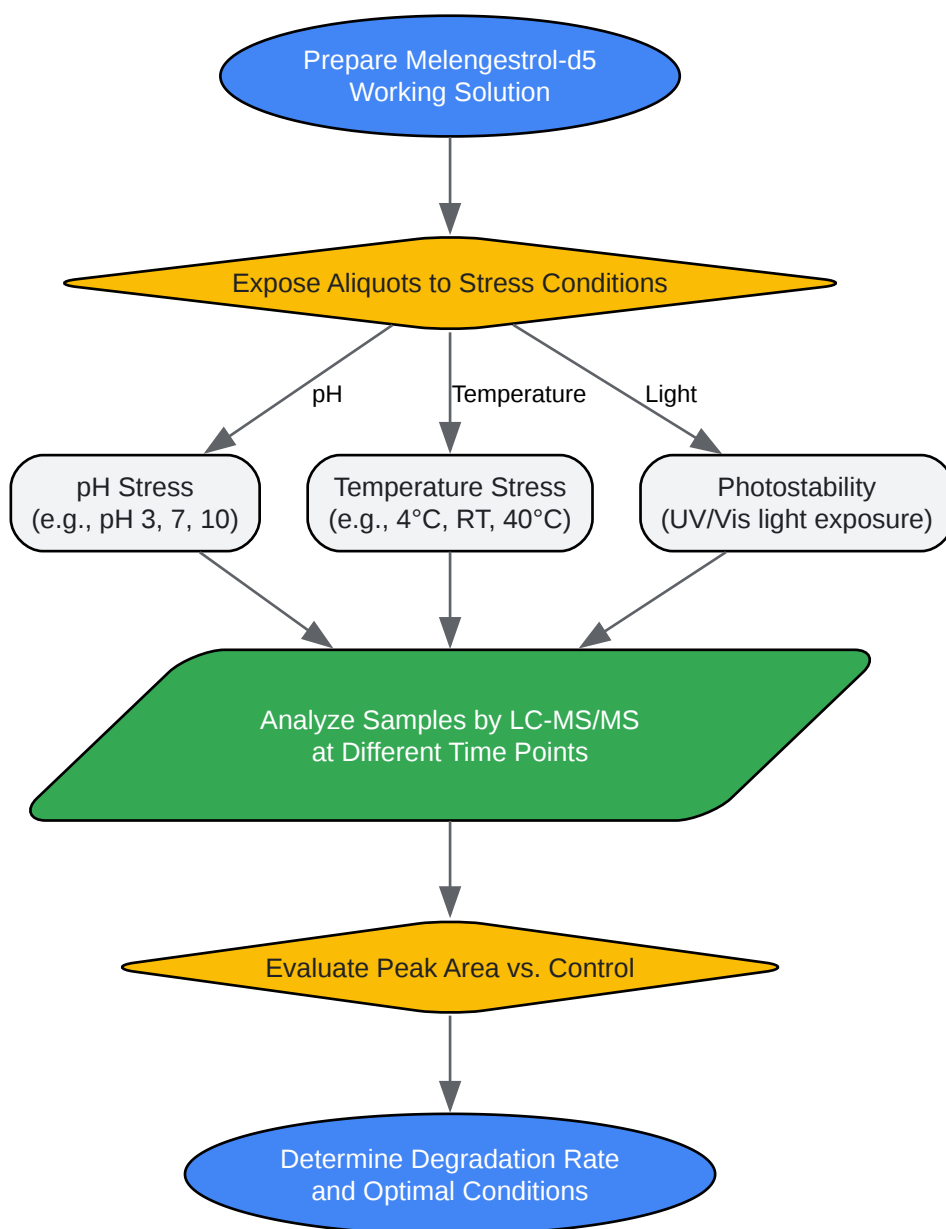 Prepare Melengestrol-d5
Working Solution
Expose Aliquots to Stress Conditions
pH
Temperature
Light
pH Stress
(e.g., pH 3, 7, 10)
Temperature Stress
(e.g., 4°C, RT, 40°C)
Photostability
(UV/Vis light exposure)
Analyze Samples by LC-MS/MS
at Different Time Points
Evaluate Peak Area vs. Control
Determine Degradation Rate
and Optimal Conditions